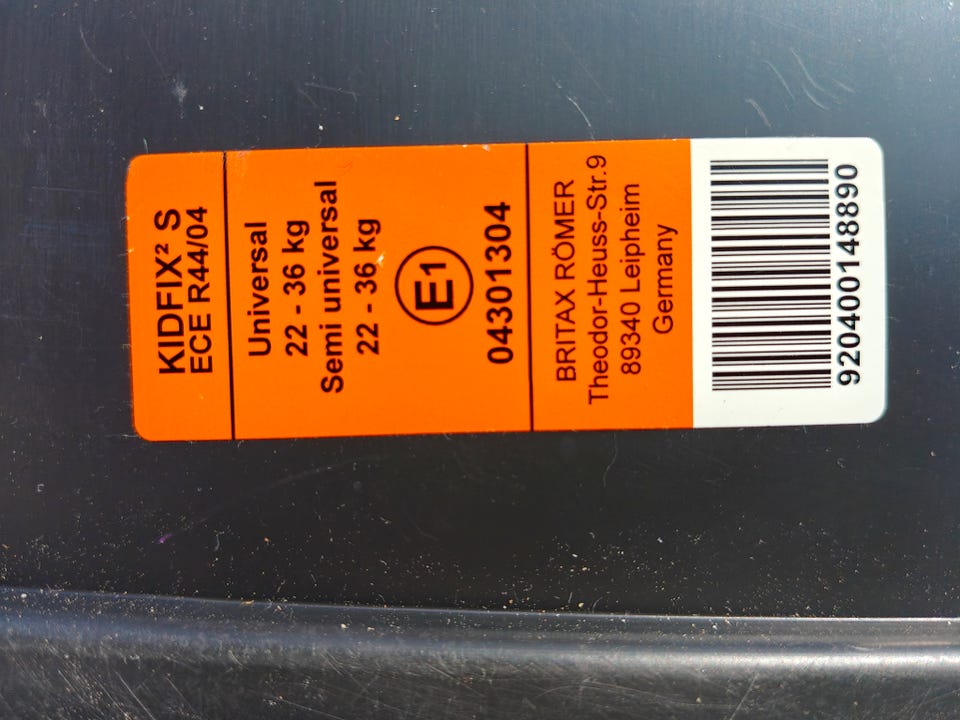 KIDFIX² S
ECE R44/04
Universal
22 - 36 kg
Semi universal
22 - 36 kg
E1
04301304
BRITAX RÖMER
Theodor-Heuss-Str.9
89340 Leipheim
Germany
920400148890